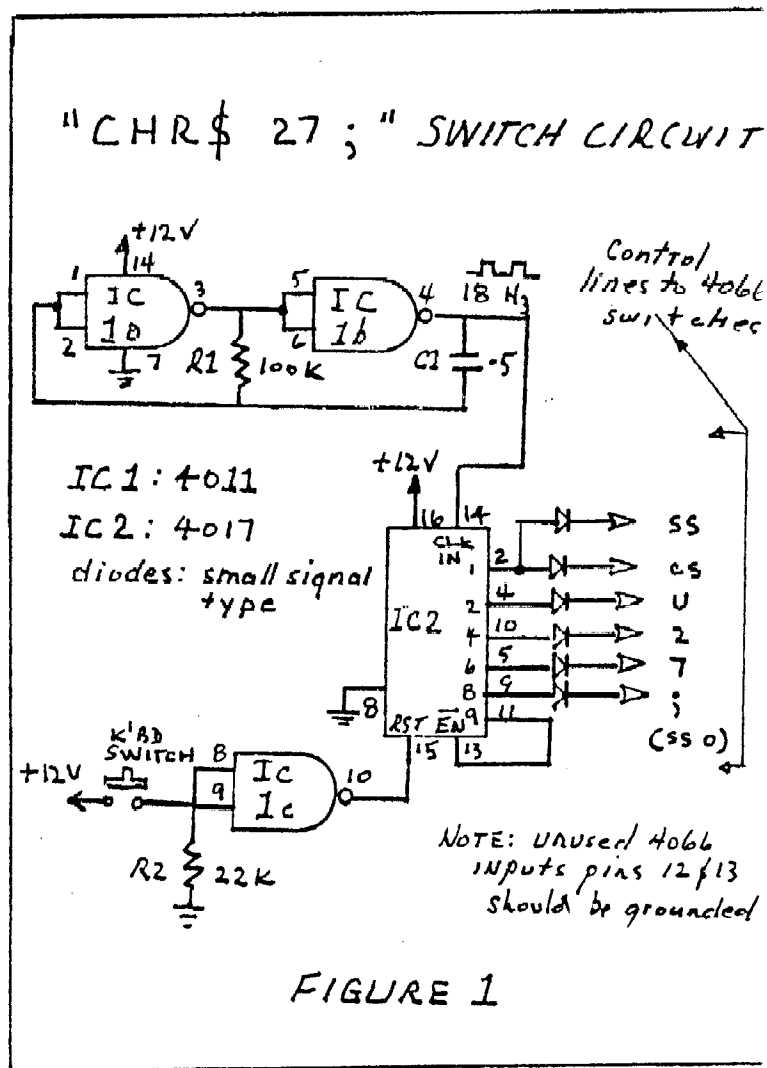 "CHR$ 27 ; " SWITCH CIRCUIT
+12V
14
1
IC
1a
2
7
3
5
IC
1b
6
4
18 Hz
R1
100K
C1
.5
Control
lines to 4066
switches
IC1: 4011
IC2: 4017
diodes: small signal
type
+12V
16
14
CLK
IN
IC2
1
2
SS
CS
2
4
U
4
10
2
6
5
7
8
9
;
9
11
(SS O)
8
RST
EN
15
13
K'BD
SWITCH
+12V
8
9
IC
1c
10
R2
22K
NOTE: unused 4066
inputs pins 12 & 13
should be grounded
FIGURE 1